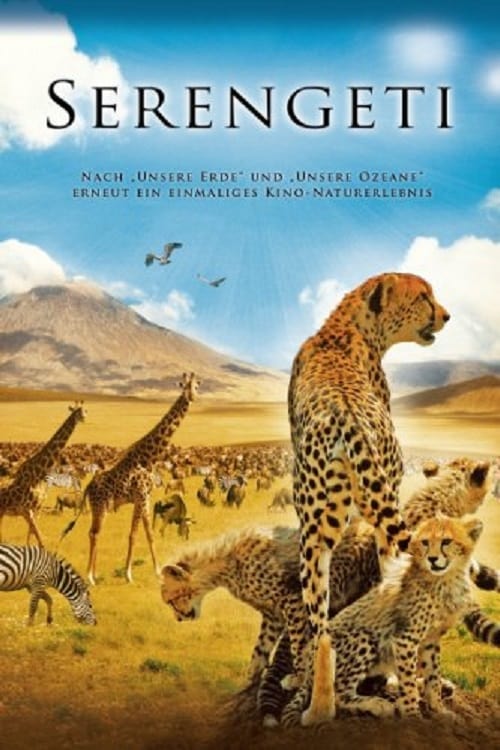 SERENGETI
NACH „UNSERE ERDE“ UND „UNSERE OZEANE“
ERNEUT EIN EINMALIGES KINO-NATURERLEBNIS